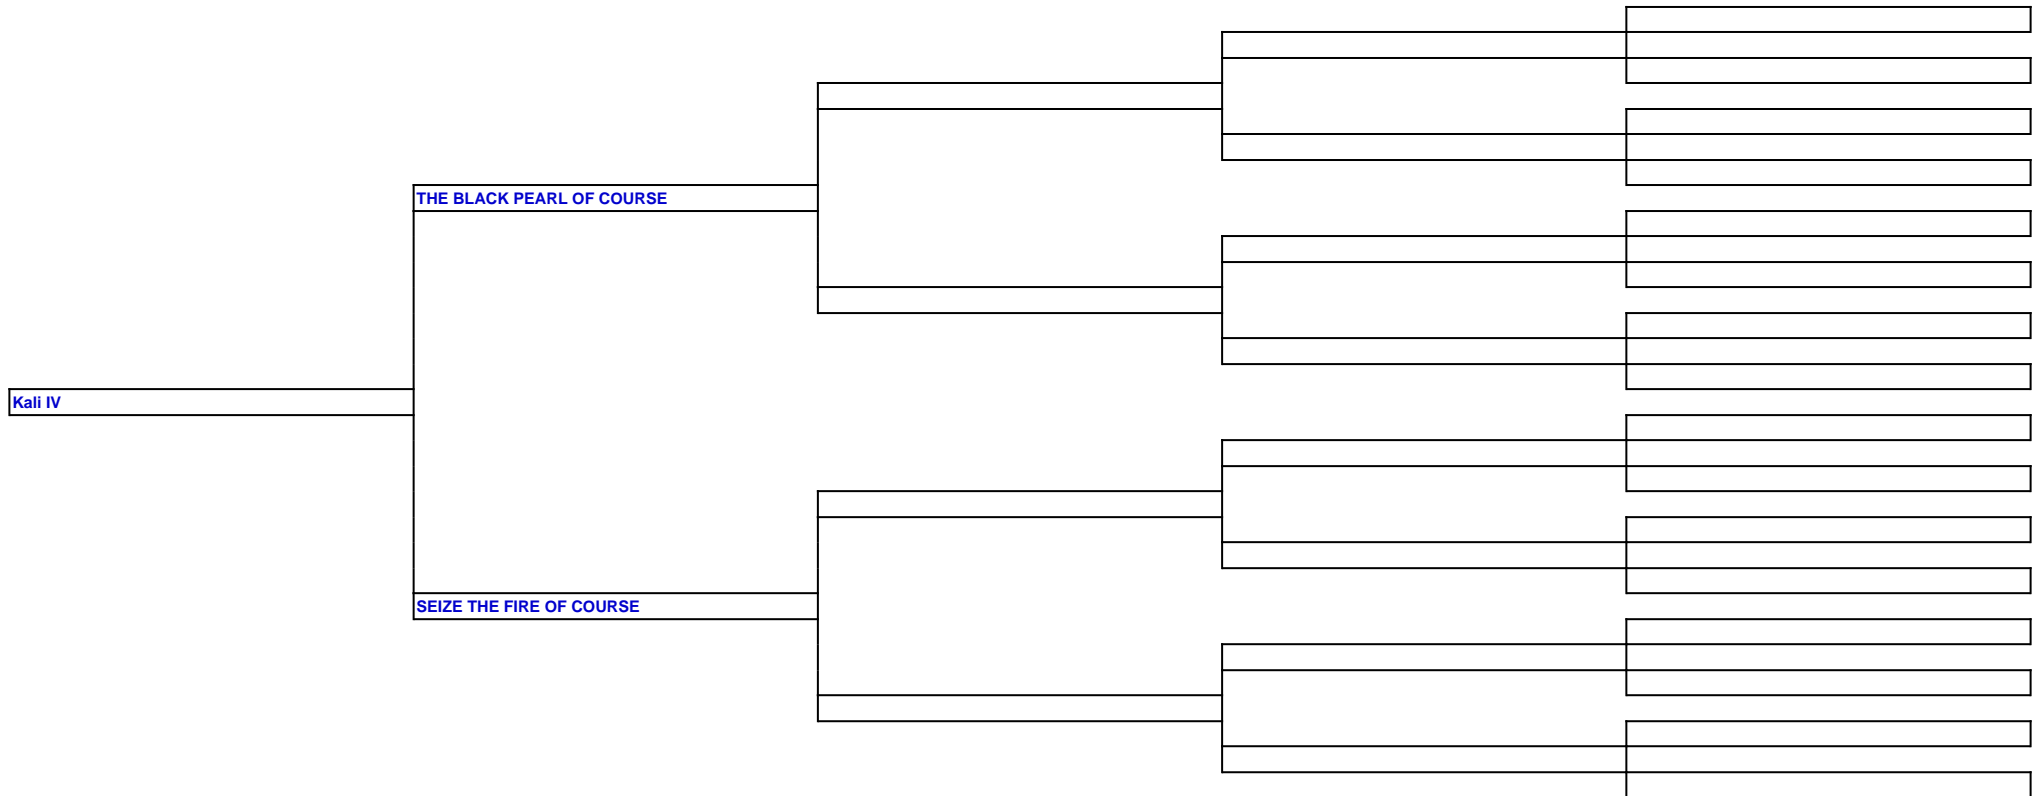 THE BLACK PEARL OF COURSE
Kali IV
SEIZE THE FIRE OF COURSE